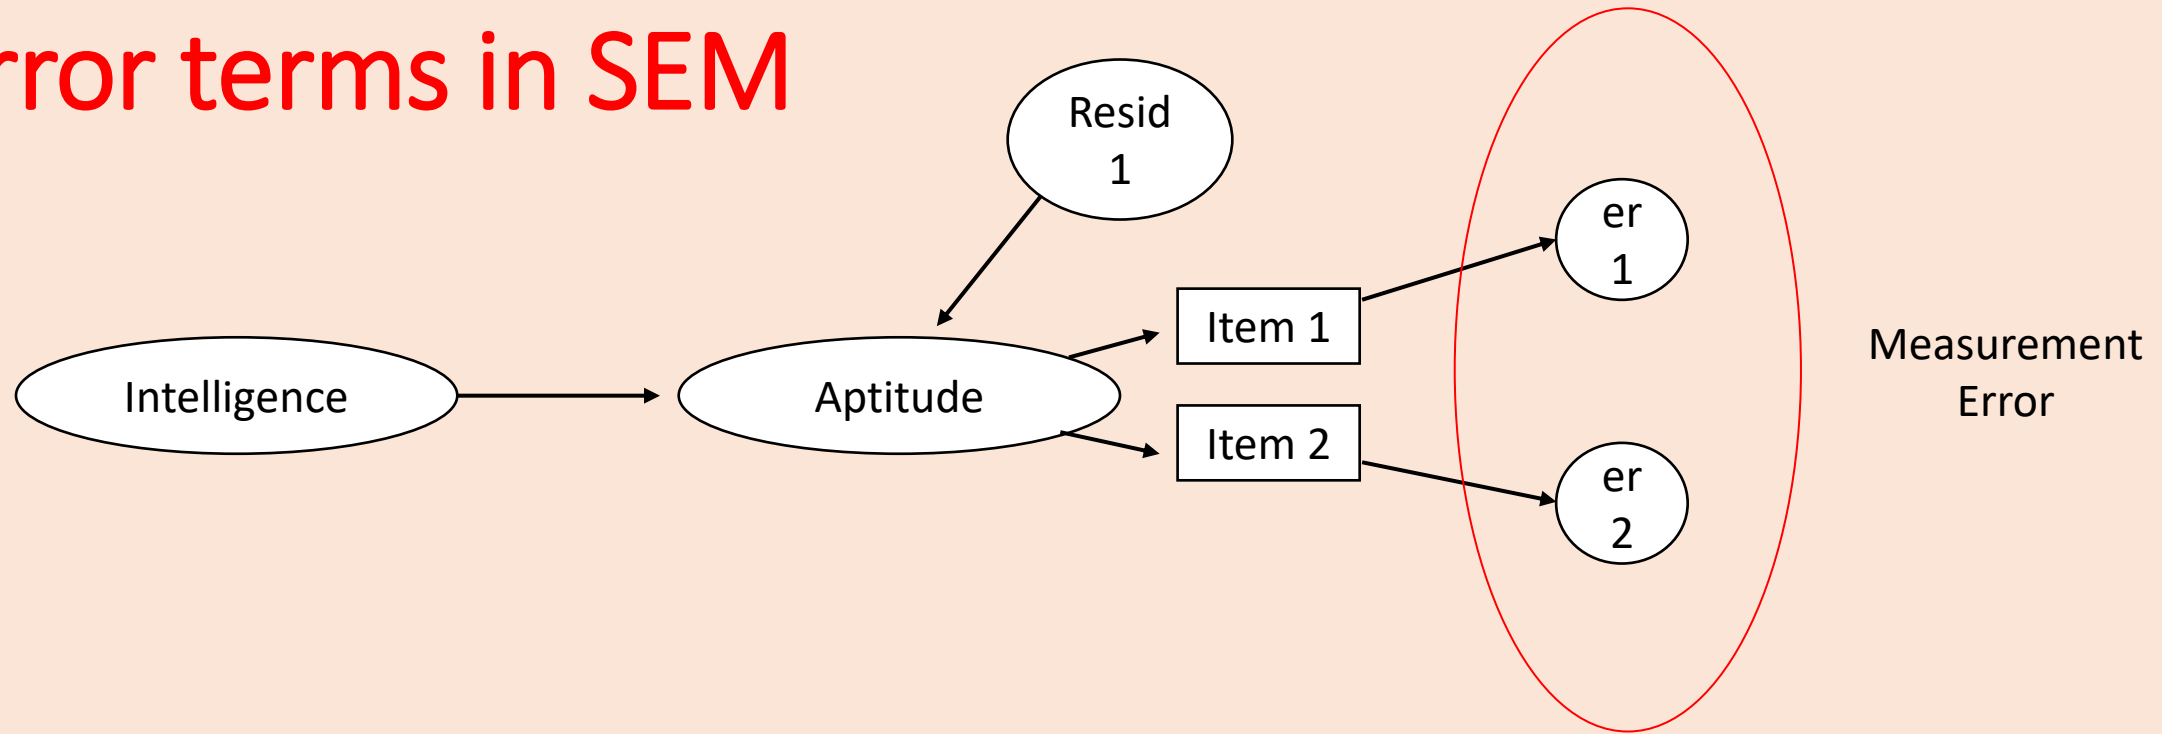 rror terms in SEM
Resid
1
er
1
Item 1
Measurement
Error
Intelligence
Aptitude
Item 2
er
2